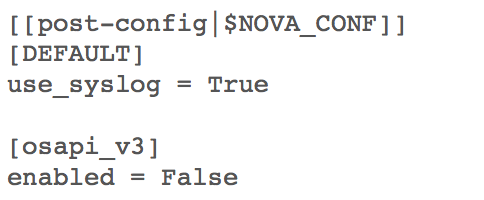 [[post-config|$NOVA_CONF]]
[DEFAULT]
use_syslog = True

[osapi_v3]
enabled = False